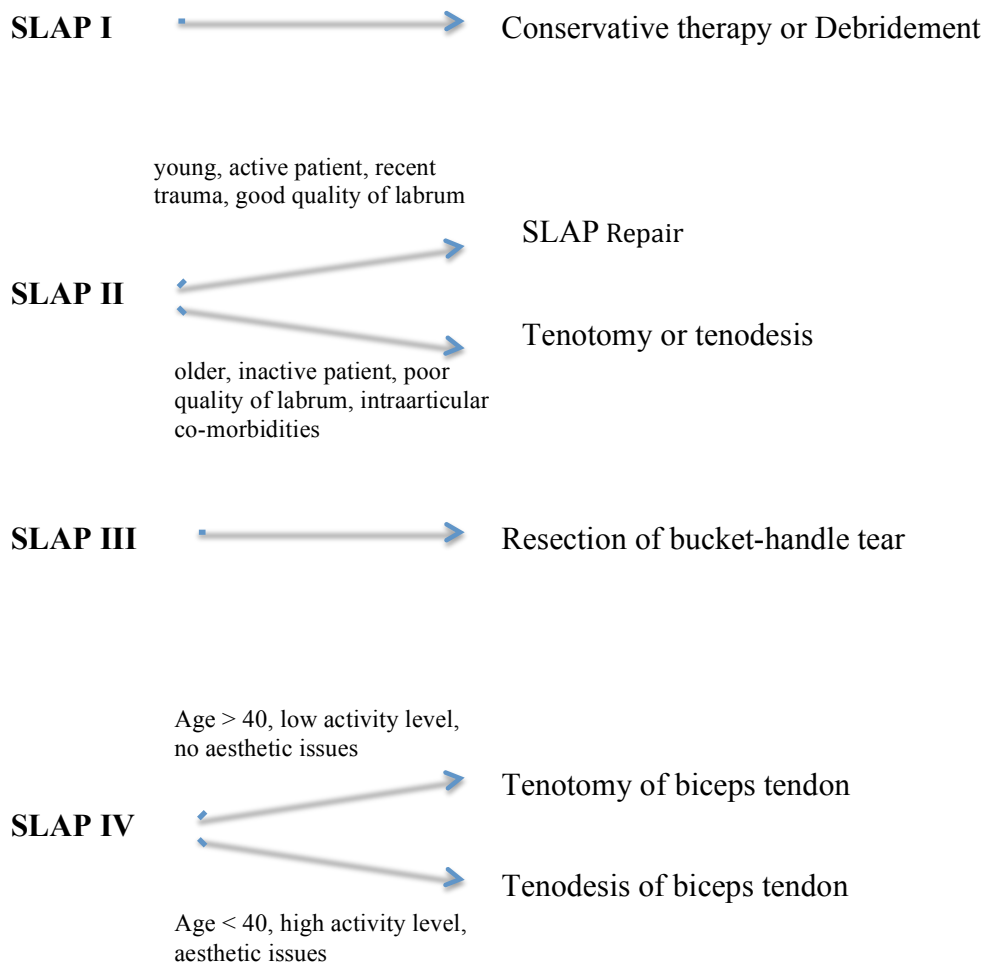 SLAP I
Conservative therapy or Debridement
young, active patient, recent
trauma, good quality of labrum
SLAP Repair
SLAP II
Tenotomy or tenodesis
older, inactive patient, poor
quality of labrum, intraarticular
co-morbidities
SLAP III
Resection of bucket-handle tear
Age > 40, low activity level,
no aesthetic issues
Tenotomy of biceps tendon
SLAP IV
Tenodesis of biceps tendon
Age < 40, high activity level,
aesthetic issues